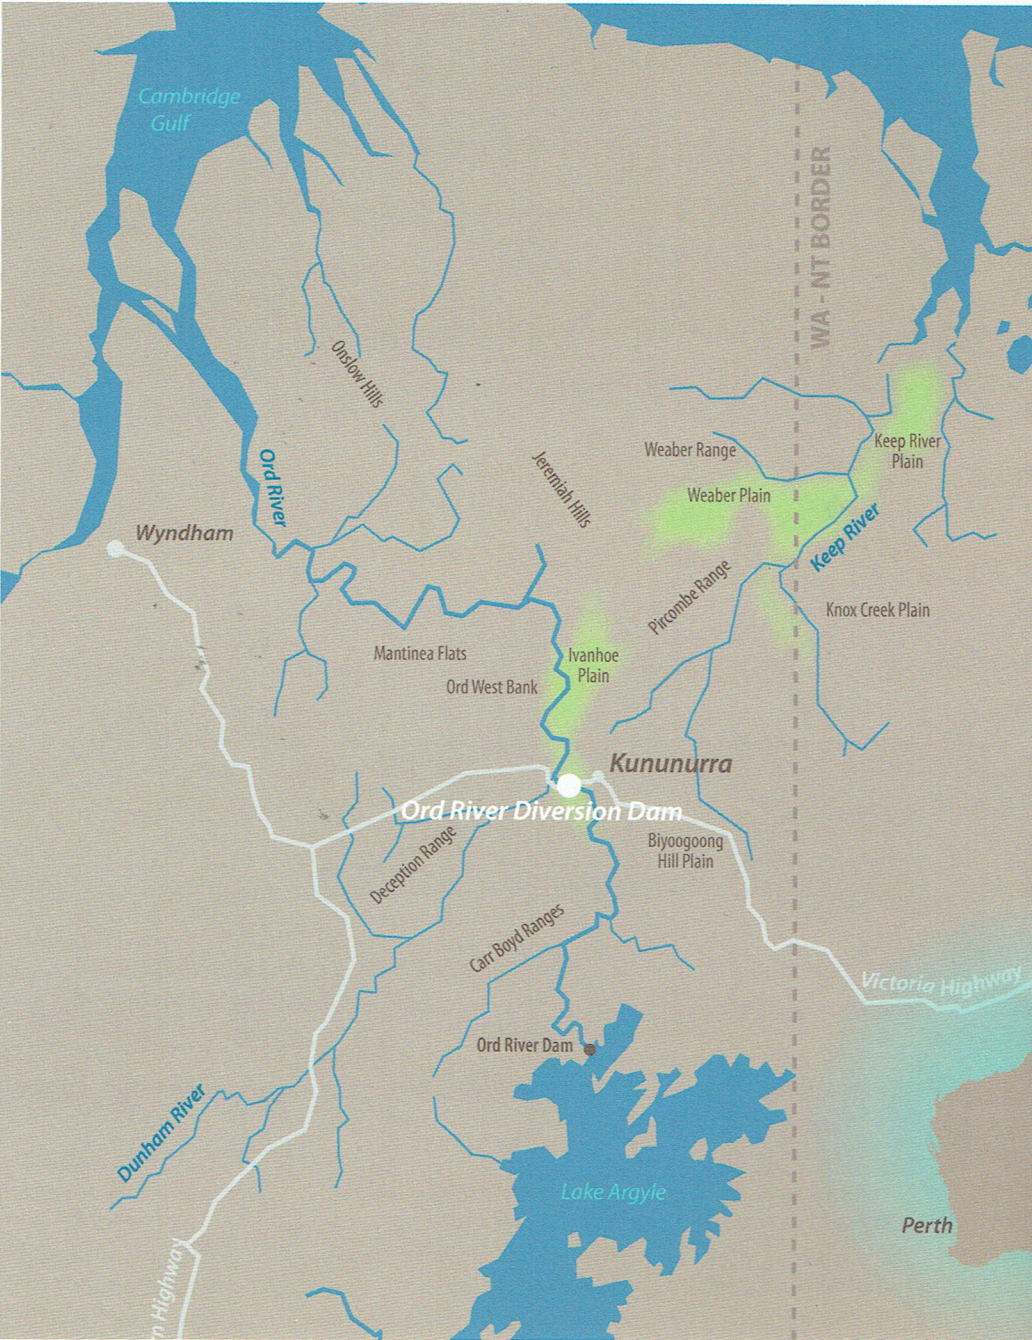 Cambridge
Gulf
WA - NT BORDER
Onslow Hills
Ord River
Jeremiah Hills
Weaber Range
Keep River
Plain
Weaber Plain
Wyndham
Keep River
Pircombe Range
Knox Creek Plain
Mantinea Flats
Ivanhoe
Plain
Ord West Bank
Kununurra
Ord River Diversion Dam
Deception Range
Biyoogoong
Hill Plain
Carr Boyd Ranges
Victoria Highway
Ord River Dam
Dunham River
Lake Argyle
Perth
n Highway